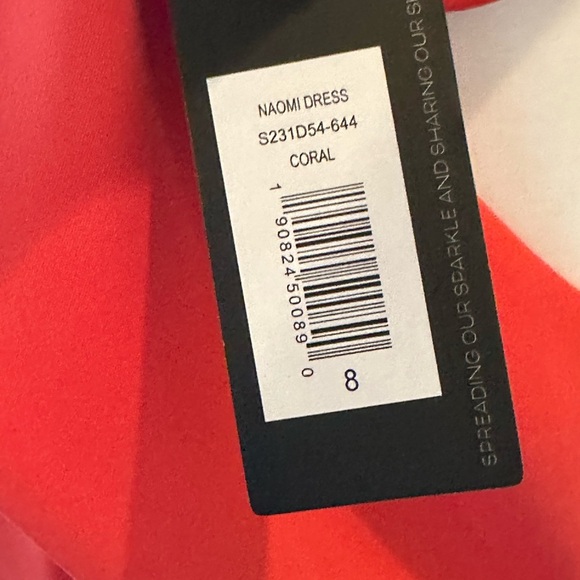 NAOMI DRESS
S231D54-644
CORAL
1 90824 50089 0
8
SPREADING OUR SPARKLE AND SHARING OUR